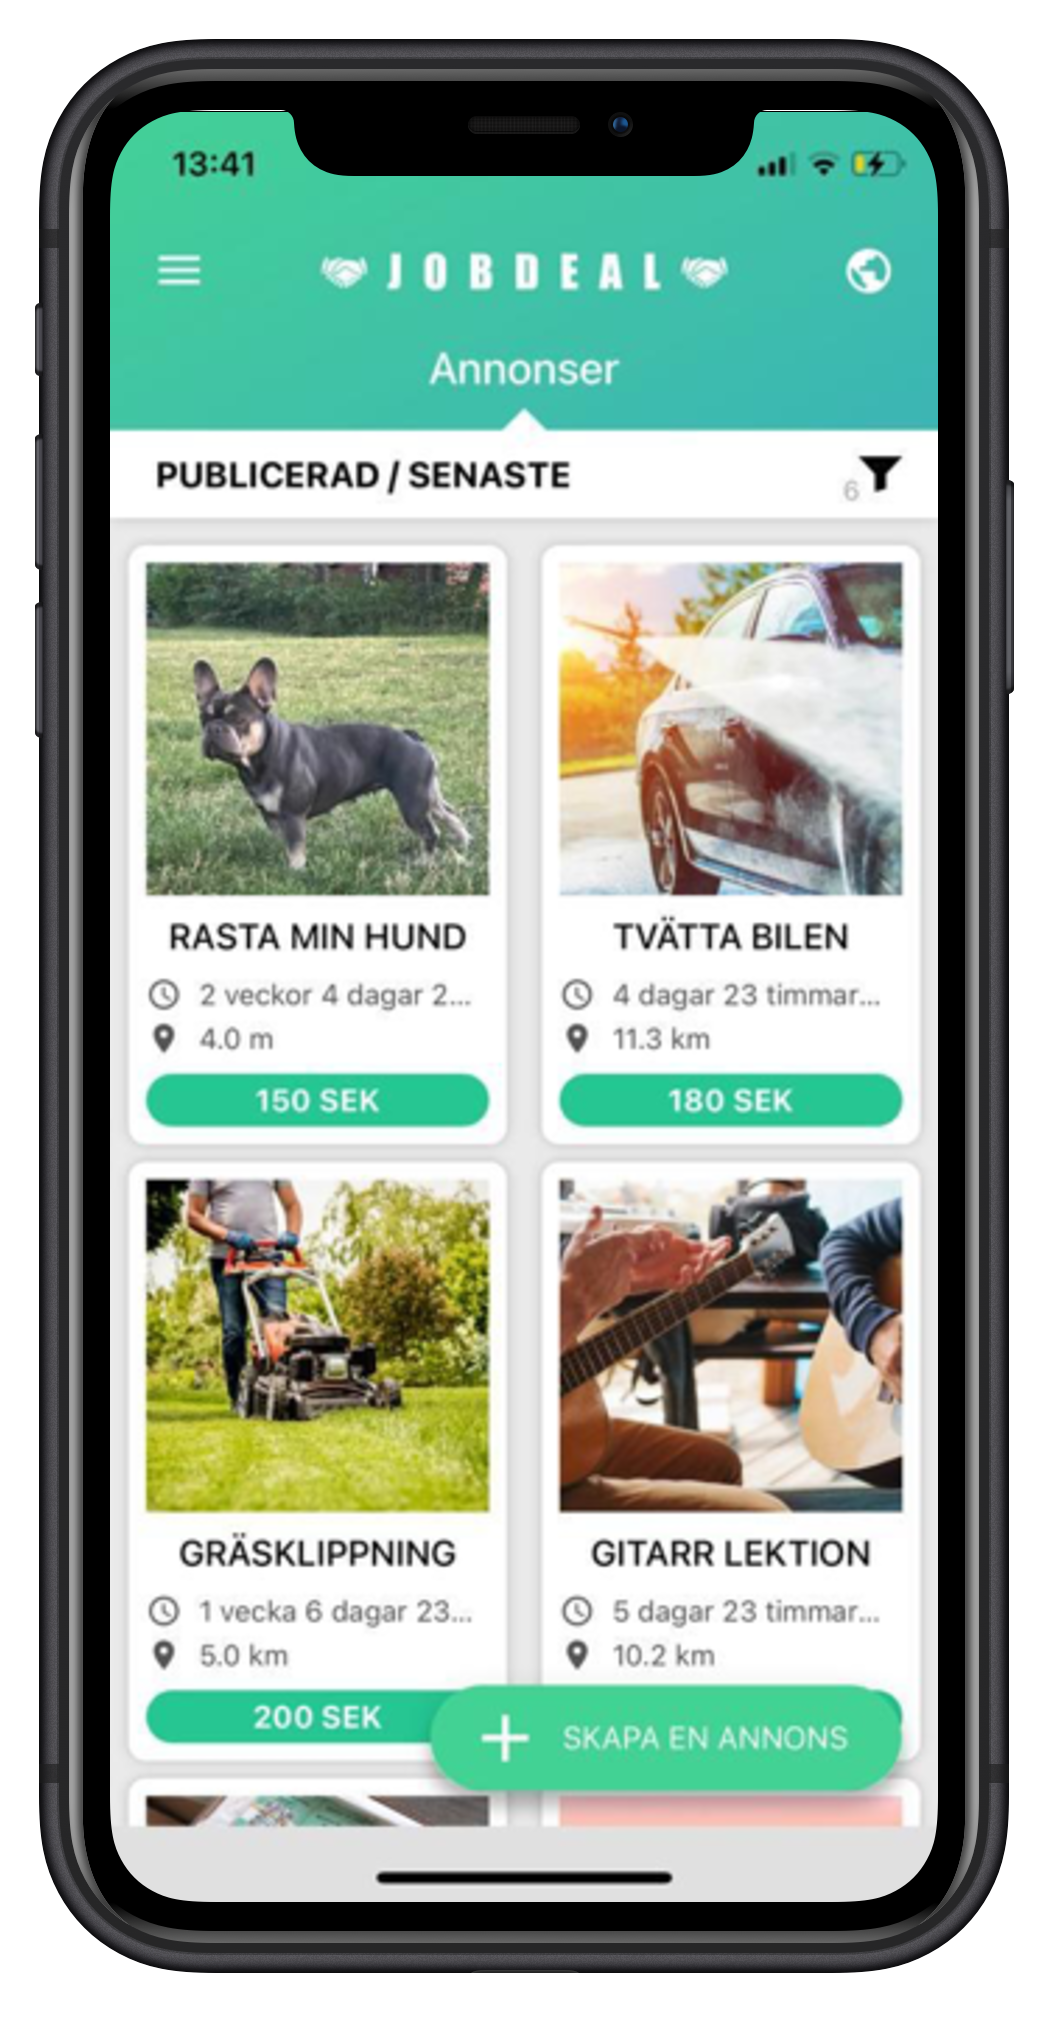 13:41
JOBDEAL
Annonser
PUBLICERAD / SENASTE
6
RASTA MIN HUND
2 veckor 4 dagar 2...
4.0 m
150 SEK
TVÄTTA BILEN
4 dagar 23 timmar...
11.3 km
180 SEK
GRÄSKLIPPNING
1 vecka 6 dagar 23...
5.0 km
200 SEK
GITARR LEKTION
5 dagar 23 timmar...
10.2 km
SKAPA EN ANNONS